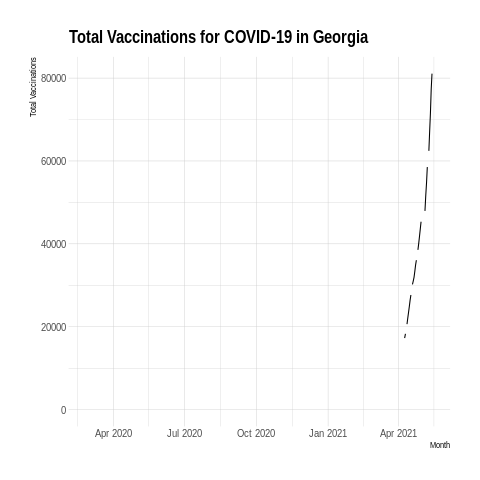 Total Vaccinations for COVID-19 in Georgia
Total Vaccinations
80000
60000
40000
20000
0
Apr 2020 Jul 2020 Oct 2020 Jan 2021 Apr 2021
Month